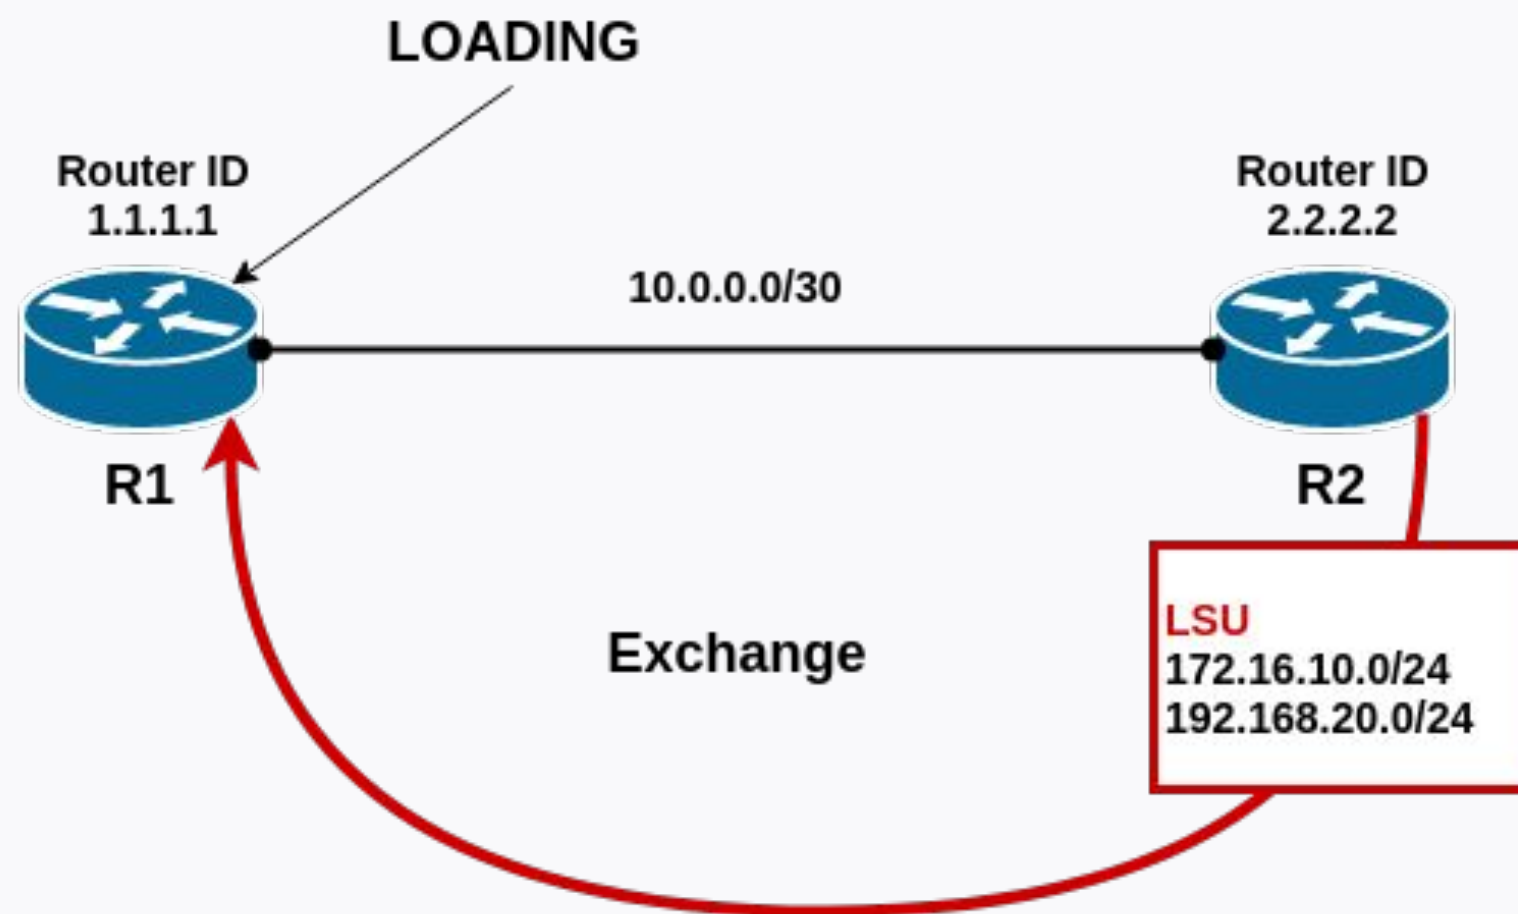 LOADING
Router ID
1.1.1.1
Router ID
2.2.2.2
10.0.0.0/30
R1
R2
Exchange
LSU
172.16.10.0/24
192.168.20.0/24